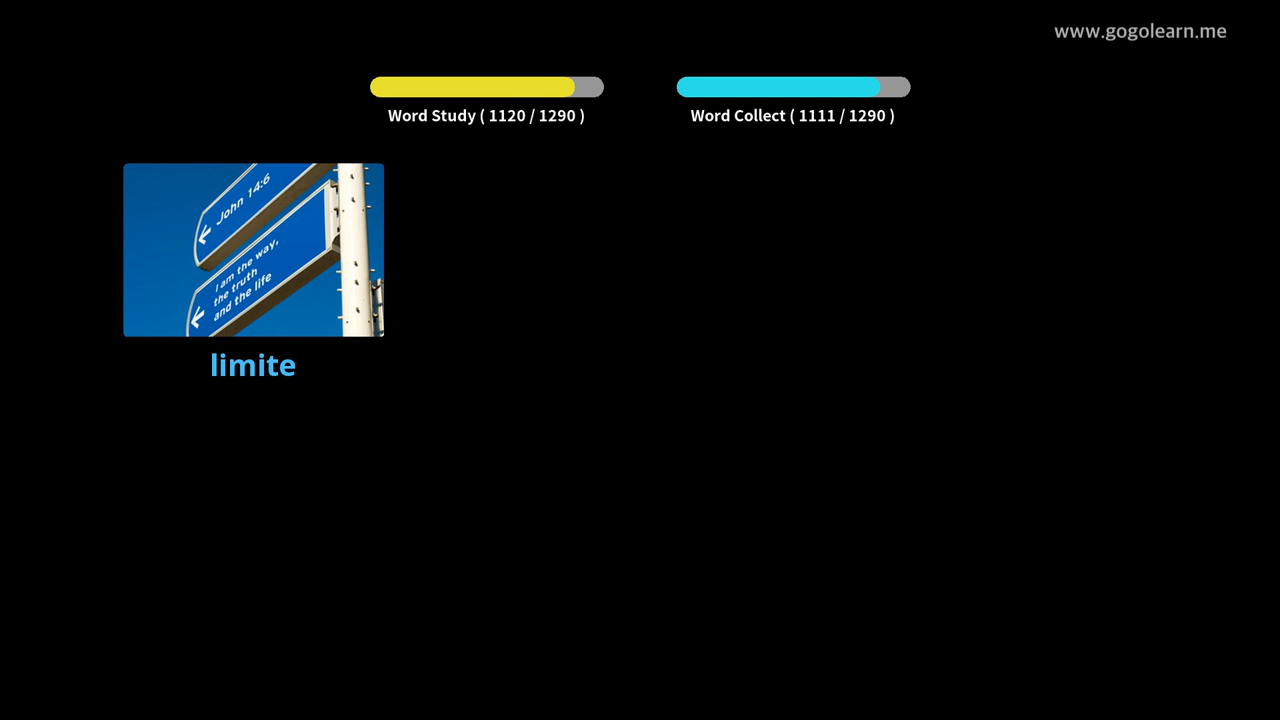 www.gogolearn.me
Word Study ( 1120 / 1290 )
Word Collect ( 1111 / 1290 )
John 14:6
I am the way,
the truth
and the life
limite